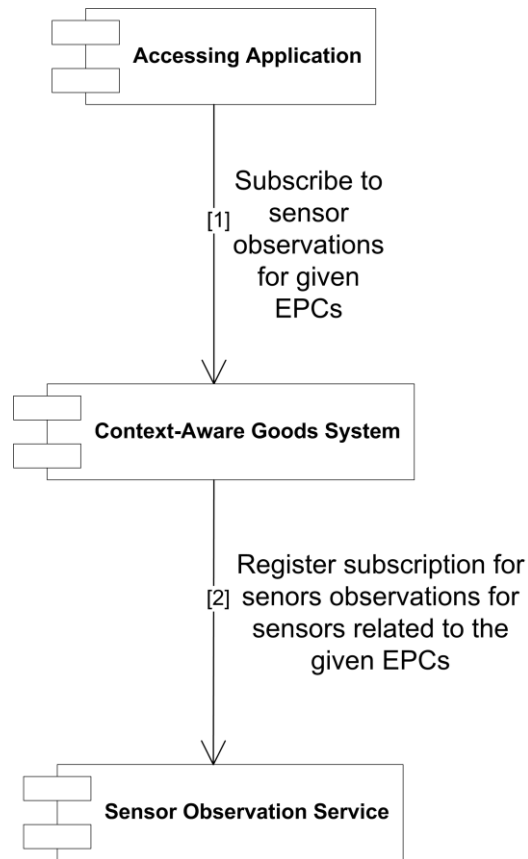 Accessing Application
Subscribe to
sensor
[1]
observations
for given
EPCs
Context-Aware Goods System
Register subscription for
[2]
senors observations for
sensors related to the
given EPCs
Sensor Observation Service